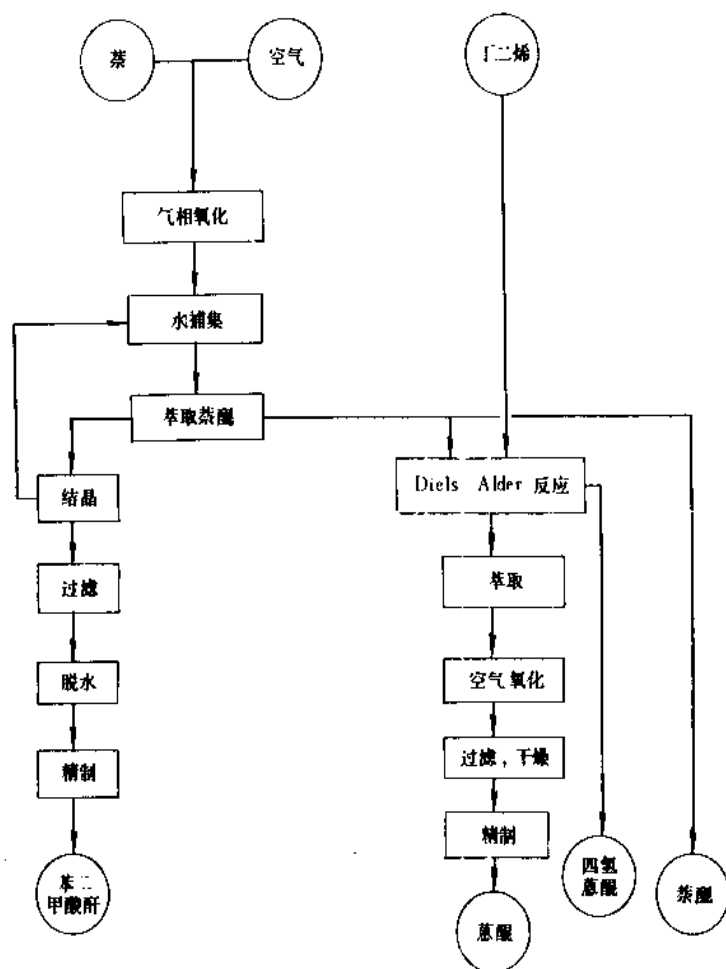 萘
空气
丁二烯
气相氧化
水捕集
萃取萘醌
结晶
Diels Alder 反应
过滤
萃取
脱水
空气氧化
精制
过滤，干燥
精制
苯二
甲酸酐
四氢
蒽醌
萘醌
蒽醌